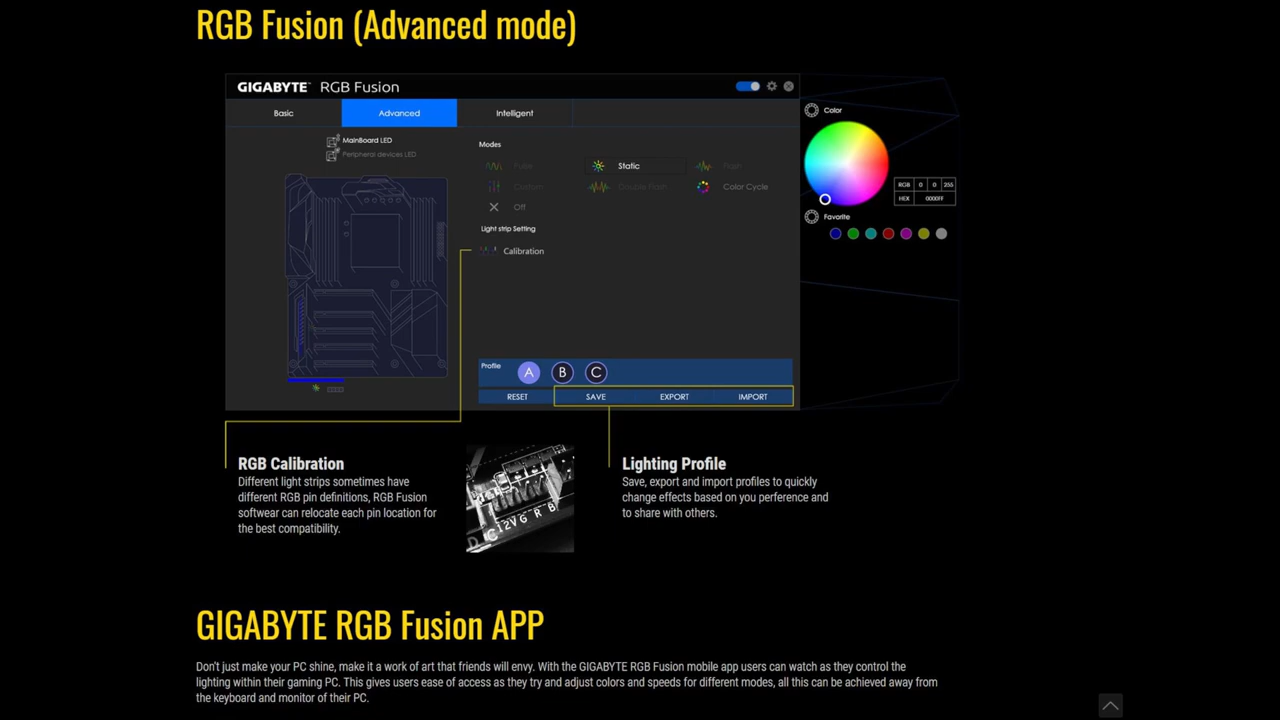 RGB Fusion (Advanced mode)
GIGABYTE™ RGB Fusion
Basic
Advanced
Intelligent
MainBoard LED
Peripheral devices LED
Modes
Pulse
Static
Flash
Custom
Double Flash
Color Cycle
Off
Light strip Setting
Calibration
Profile
A
B
C
RESET
SAVE
EXPORT
IMPORT
Color
RGB 0 0 255
HEX 0000FF
Favorite
RGB Calibration
Different light strips sometimes have
different RGB pin definitions, RGB Fusion
softwear can relocate each pin location for
the best compatibility.
12V G R B
Lighting Profile
Save, export and import profiles to quickly
change effects based on you perference and
to share with others.
GIGABYTE RGB Fusion APP
Don't just make your PC shine, make it a work of art that friends will envy. With the GIGABYTE RGB Fusion mobile app users can watch as they control the
lighting within their gaming PC. This gives users ease of access as they try and adjust colors and speeds for different modes, all this can be achieved away from
the keyboard and monitor of their PC.